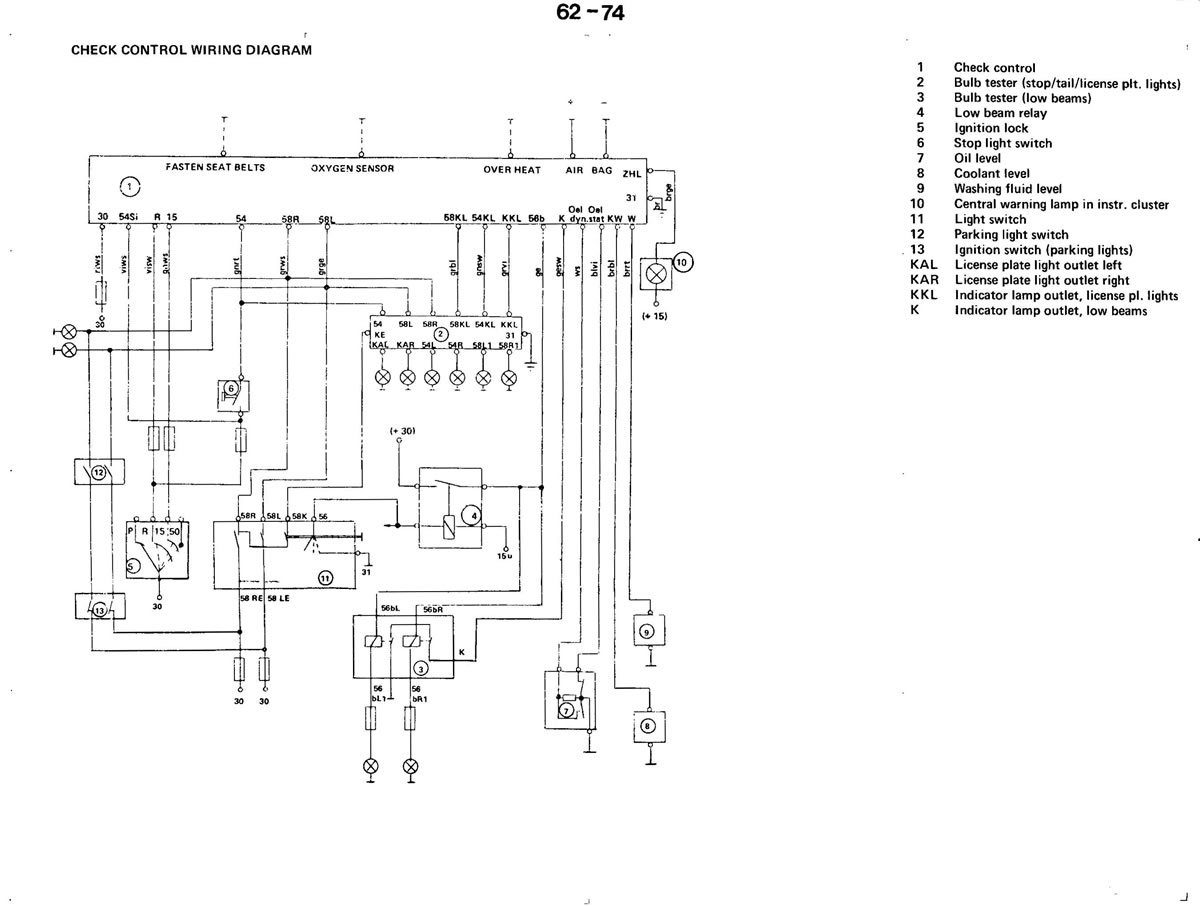 62-74
CHECK CONTROL WIRING DIAGRAM
1 Check control
2 Bulb tester (stop/tail/license plt. lights)
3 Bulb tester (low beams)
4 Low beam relay
5 Ignition lock
6 Stop light switch
7 Oil level
8 Coolant level
9 Washing fluid level
10 Central warning lamp in instr. cluster
11 Light switch
12 Parking light switch
13 Ignition switch (parking lights)
KAL License plate light outlet left
KAR License plate light outlet right
KKL Indicator lamp outlet, license pl. lights
K Indicator lamp outlet, low beams
+ −
FASTEN SEAT BELTS OXYGEN SENSOR OVER HEAT AIR BAG ZHL
1
31
Oel Oel
30 54Si R 15 54 58R 58L 58KL 54KL KKL 56b K dyn. stat KW W
brge
br
viws visw gnws gnrt grws grge grbl gnsw grvi ge gesw ws blvi brbl brrt
10
(+ 15)
30
54 58L 58R 58KL 54KL KKL
KE 2 31
KAL KAR 54L 54R 58L1 58R1
6
(+ 30)
12
4
58R 58L 58K 56
P R 15 50
5
15u
31
11
30
58 RE 58 LE
13
56bL 56bR
9
K
3
30 30
56 56
bL1 bR1
7
8